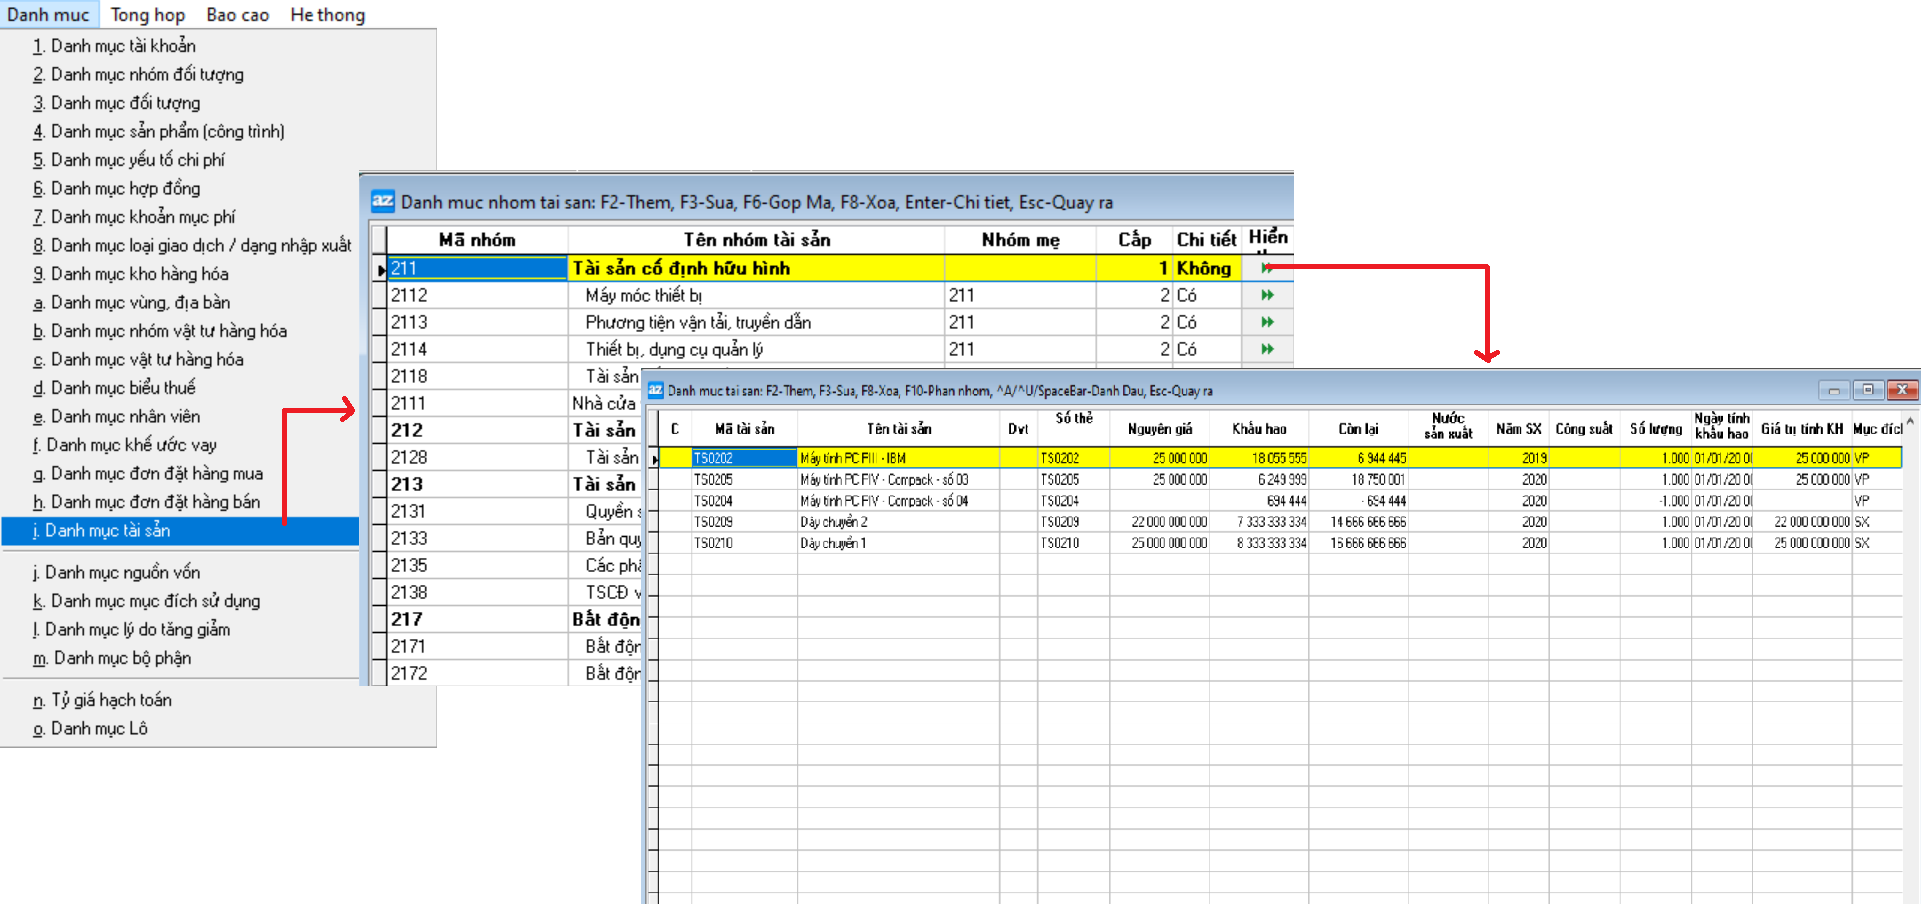 Danh muc Tong hop Bao cao He thong
1. Danh mục tài khoản
2. Danh mục nhóm đối tượng
3. Danh mục đối tượng
4. Danh mục sản phẩm (công trình)
5. Danh mục yếu tố chi phí
6. Danh mục hợp đồng
7. Danh mục khoản mục phí
8. Danh mục loại giao dịch / dạng nhập xuất
9. Danh mục kho hàng hóa
a. Danh mục vùng, địa bàn
b. Danh mục nhóm vật tư hàng hóa
c. Danh mục vật tư hàng hóa
d. Danh mục biểu thuế
e. Danh mục nhân viên
f. Danh mục khế ước vay
g. Danh mục đơn đặt hàng mua
h. Danh mục đơn đặt hàng bán
i. Danh mục tài sản
j. Danh mục nguồn vốn
k. Danh mục mục đích sử dụng
l. Danh mục lý do tăng giảm
m. Danh mục bộ phận
n. Tỷ giá hạch toán
o. Danh mục Lô
az Danh muc nhom tai san: F2-Them, F3-Sua, F6-Gop Ma, F8-Xoa, Enter-Chi tiet, Esc-Quay ra
Mã nhóm Tên nhóm tài sản Nhóm mẹ Cấp Chi tiết Hiển
211 Tài sản cố định hữu hình 1 Không
2112 Máy móc thiết bị 211 2 Có
2113 Phương tiện vận tải, truyền dẫn 211 2 Có
2114 Thiết bị, dụng cụ quản lý 211 2 Có
2118 Tài sản
2111 Nhà cửa
212 Tài sản
2128 Tài sản
213 Tài sản
2131 Quyền s
2133 Bản quy
2135 Các phá
2138 TSCĐ v
217 Bất độn
2171 Bất độn
2172 Bất độn
az Danh muc tai san: F2-Them, F3-Sua, F8-Xoa, F10-Phan nhom, ^A/^U/SpaceBar-Danh Dau, Esc-Quay ra
C Mã tài sản Tên tài sản Dvt Số thẻ Nguyên giá Khấu hao Còn lại Nước sản xuất Năm SX Công suất Số lượng Ngày tính khấu hao Giá trị tính KH Mục đícl
TS0202 Máy tính PC PIII - IBM TS0202 25 000 000 18 055 555 6 944 445 2019 1.000 01/01/20 0 25 000 000 VP
TS0205 Máy tính PC PIV - Compack - số 03 TS0205 25 000 000 6 249 999 18 750 001 2020 1.000 01/01/20 0 25 000 000 VP
TS0204 Máy tính PC PIV - Compack - số 04 TS0204 694 444 - 694 444 2020 -1.000 01/01/20 0 VP
TS0209 Dây chuyền 2 TS0209 22 000 000 000 7 333 333 334 14 666 666 666 2020 1.000 01/01/20 0 22 000 000 000 SX
TS0210 Dây chuyền 1 TS0210 25 000 000 000 8 333 333 334 16 666 666 666 2020 1.000 01/01/20 0 25 000 000 000 SX